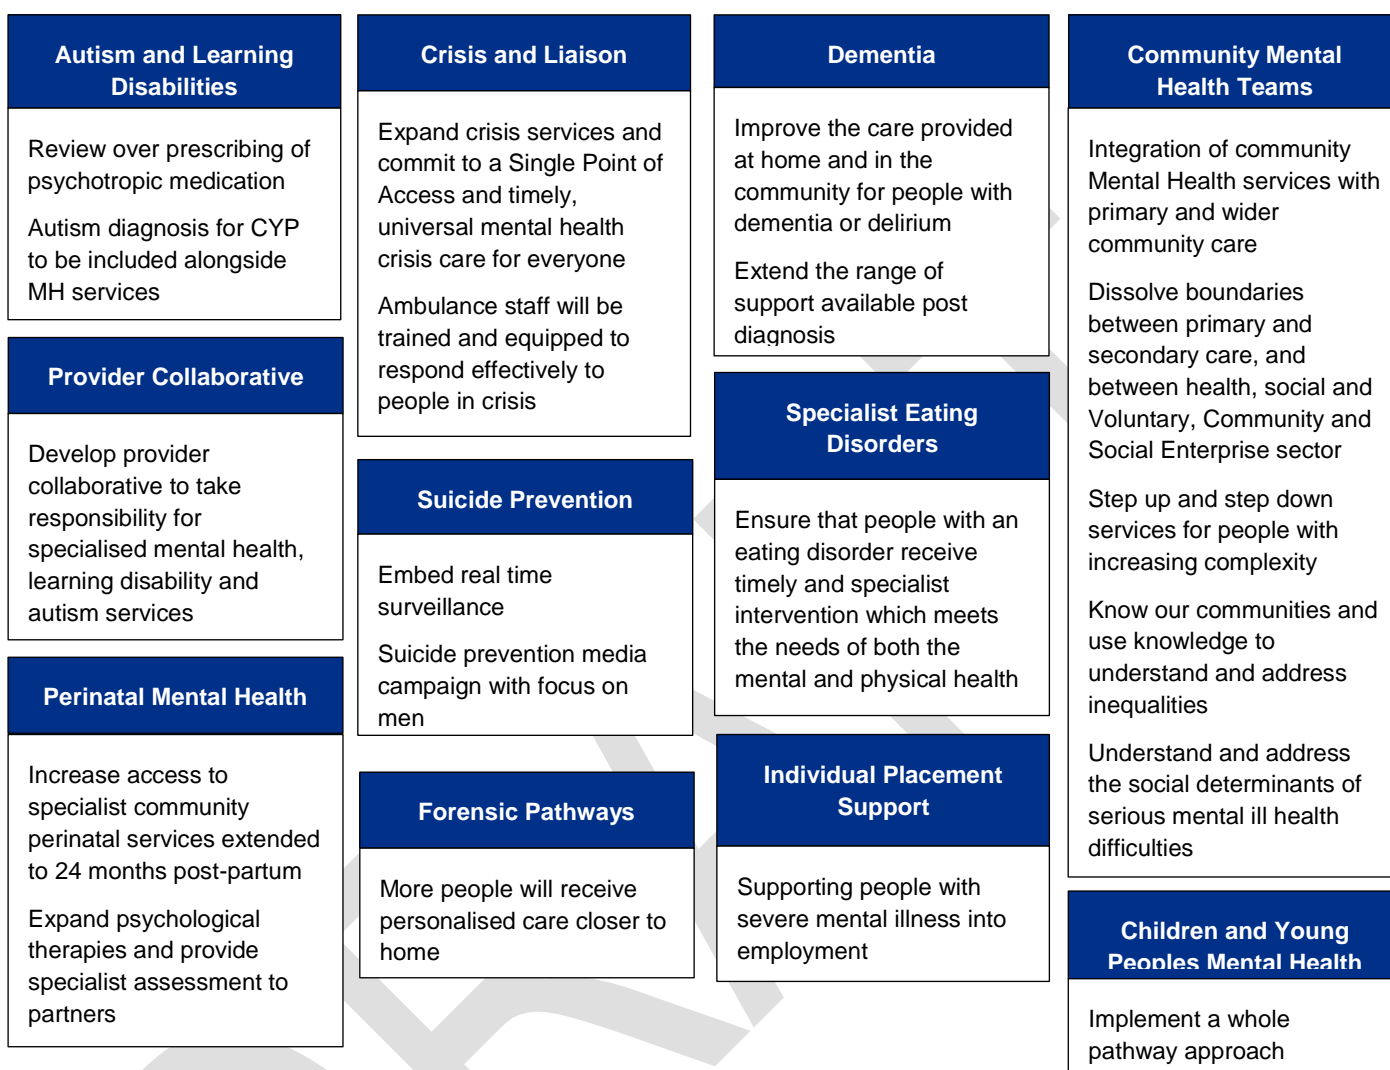 Autism and Learning
Disabilities
Review over prescribing of
psychotropic medication
Autism diagnosis for CYP
to be included alongside
MH services
Provider Collaborative
Develop provider
collaborative to take
responsibility for
specialised mental health,
learning disability and
autism services
Perinatal Mental Health
Increase access to
specialist community
perinatal services extended
to 24 months post-partum
Expand psychological
therapies and provide
specialist assessment to
partners
Crisis and Liaison
Expand crisis services and
commit to a Single Point of
Access and timely,
universal mental health
crisis care for everyone
Ambulance staff will be
trained and equipped to
respond effectively to
people in crisis
Suicide Prevention
Embed real time
surveillance
Suicide prevention media
campaign with focus on
men
Forensic Pathways
More people will receive
personalised care closer to
home
Dementia
Improve the care provided
at home and in the
community for people with
dementia or delirium
Extend the range of
support available post
diagnosis
Specialist Eating
Disorders
Ensure that people with an
eating disorder receive
timely and specialist
intervention which meets
the needs of both the
mental and physical health
Individual Placement
Support
Supporting people with
severe mental illness into
employment
Community Mental
Health Teams
Integration of community
Mental Health services with
primary and wider
community care
Dissolve boundaries
between primary and
secondary care, and
between health, social and
Voluntary, Community and
Social Enterprise sector
Step up and step down
services for people with
increasing complexity
Know our communities and
use knowledge to
understand and address
inequalities
Understand and address
the social determinants of
serious mental ill health
difficulties
Children and Young
Peoples Mental Health
Implement a whole
pathway approach